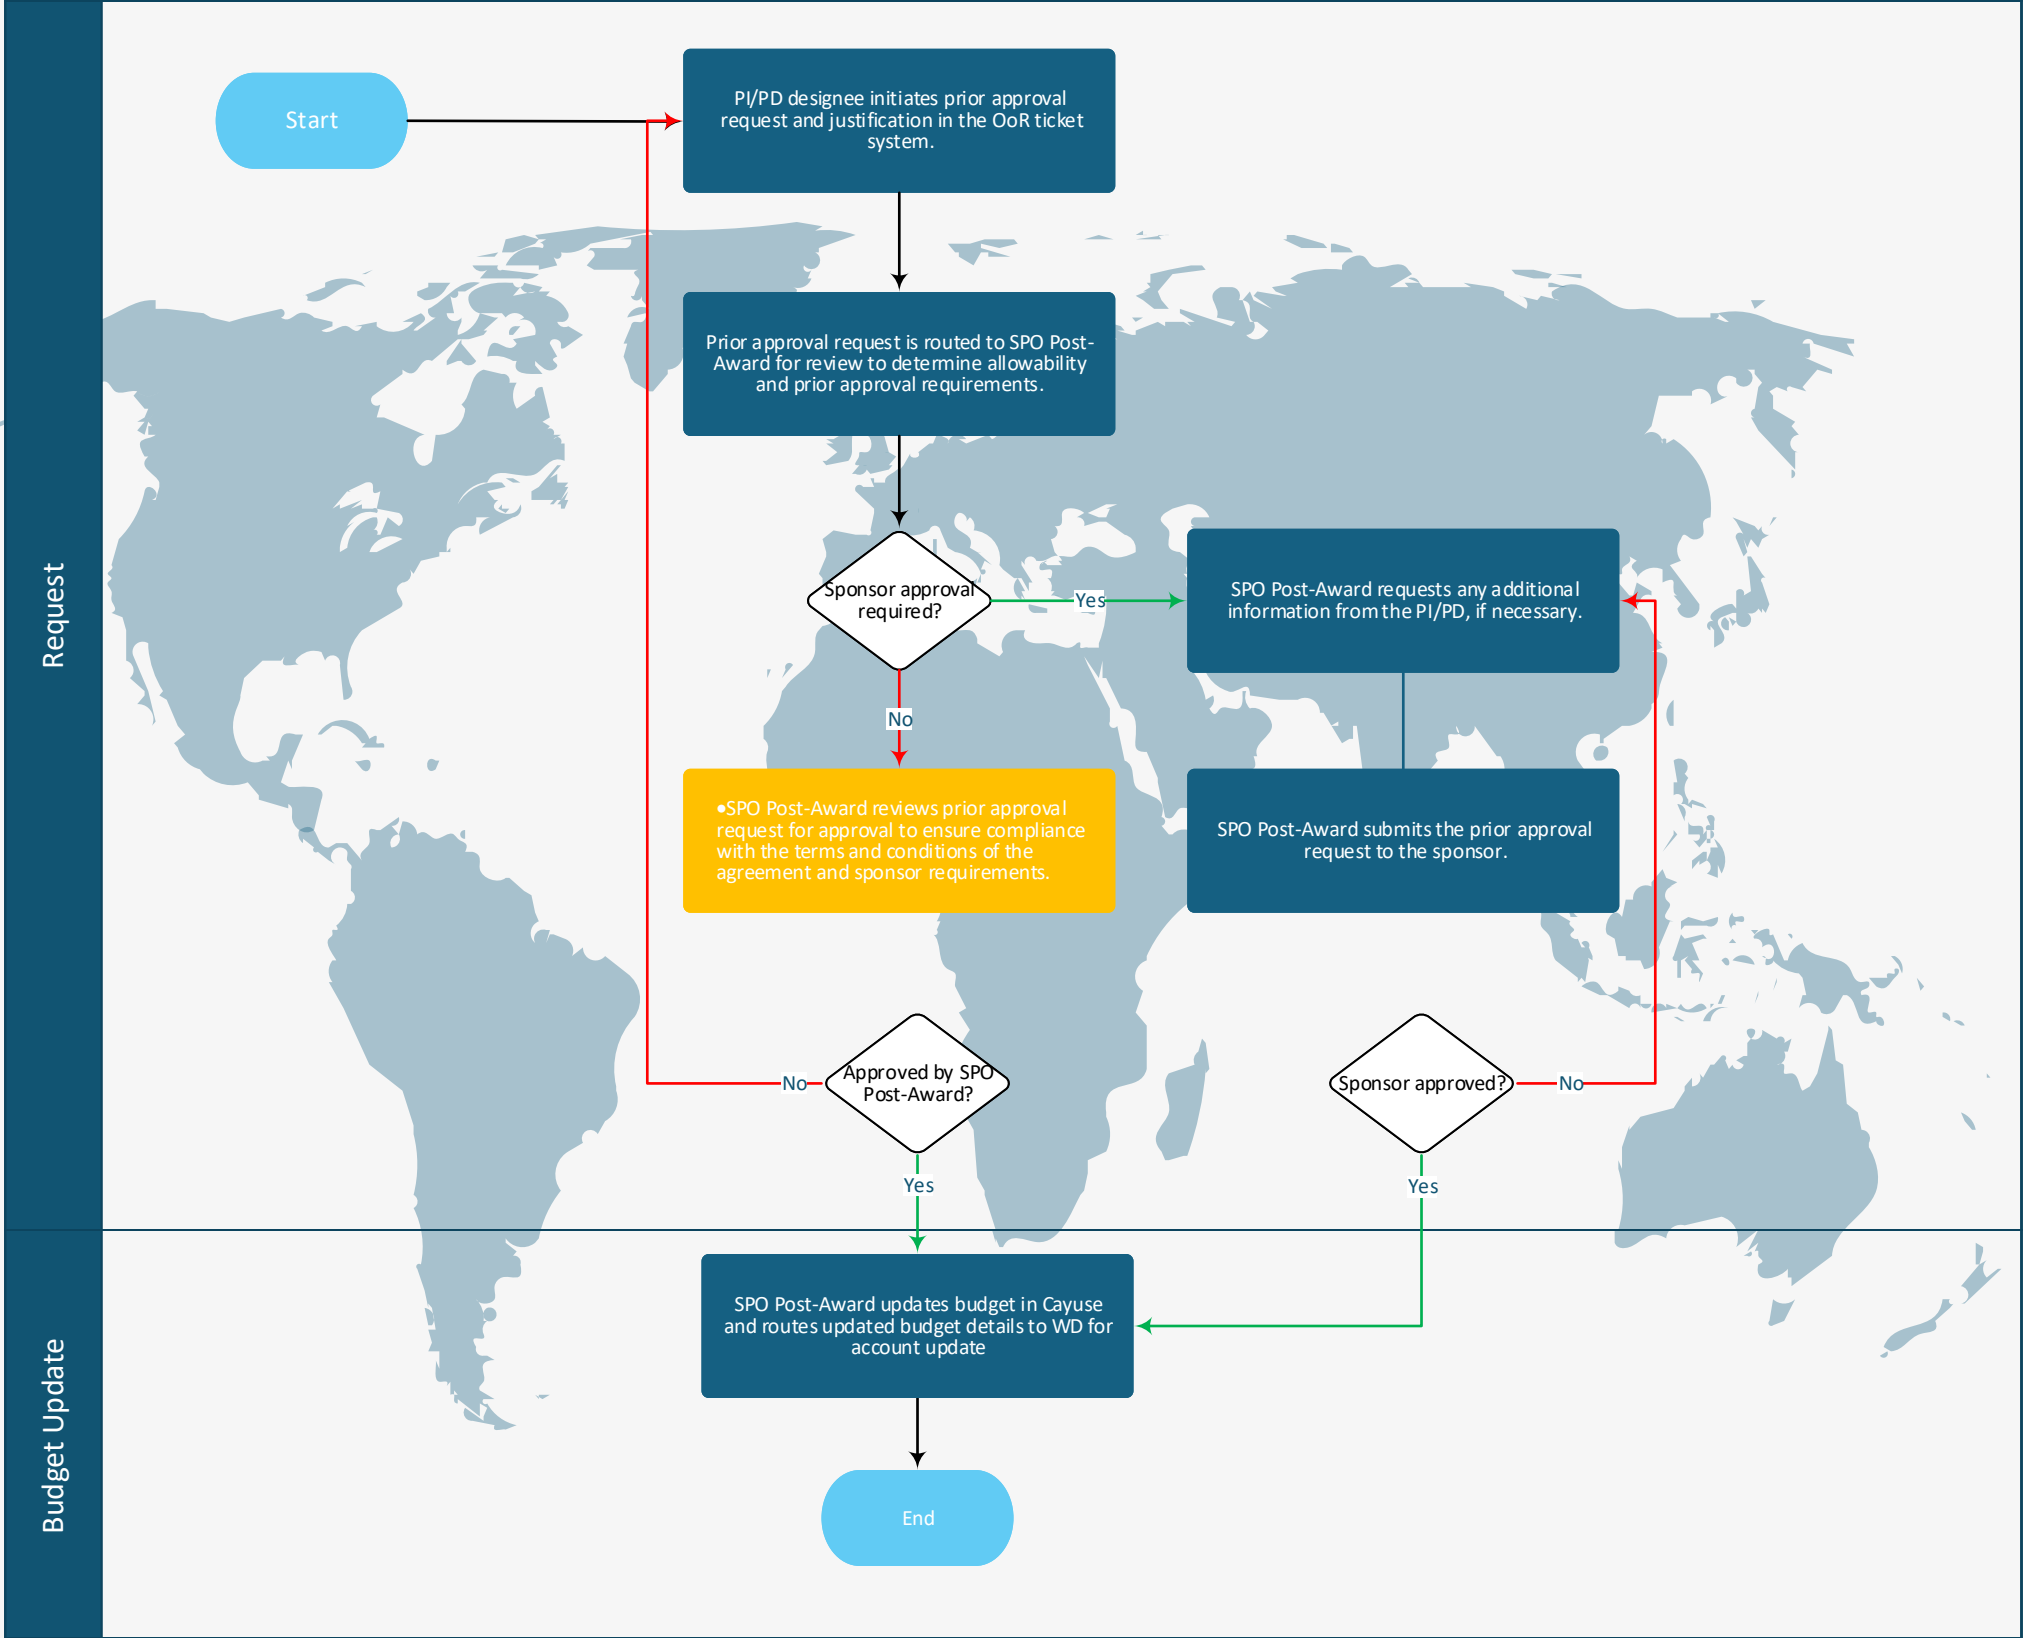 Request
Start
PI/PD designee initiates prior approval
request and justification in the OoR ticket
system.
Prior approval request is routed to SPO Post-
Award for review to determine allowability
and prior approval requirements.
Sponsor approval
required?
Yes
SPO Post-Award requests any additional
information from the PI/PD, if necessary.
No
•SPO Post-Award reviews prior approval
request for approval to ensure compliance
with the terms and conditions of the
agreement and sponsor requirements.
SPO Post-Award submits the prior approval
request to the sponsor.
No
Approved by SPO
Post-Award?
Sponsor approved?
No
Yes
Yes
Budget Update
SPO Post-Award updates budget in Cayuse
and routes updated budget details to WD for
account update
End